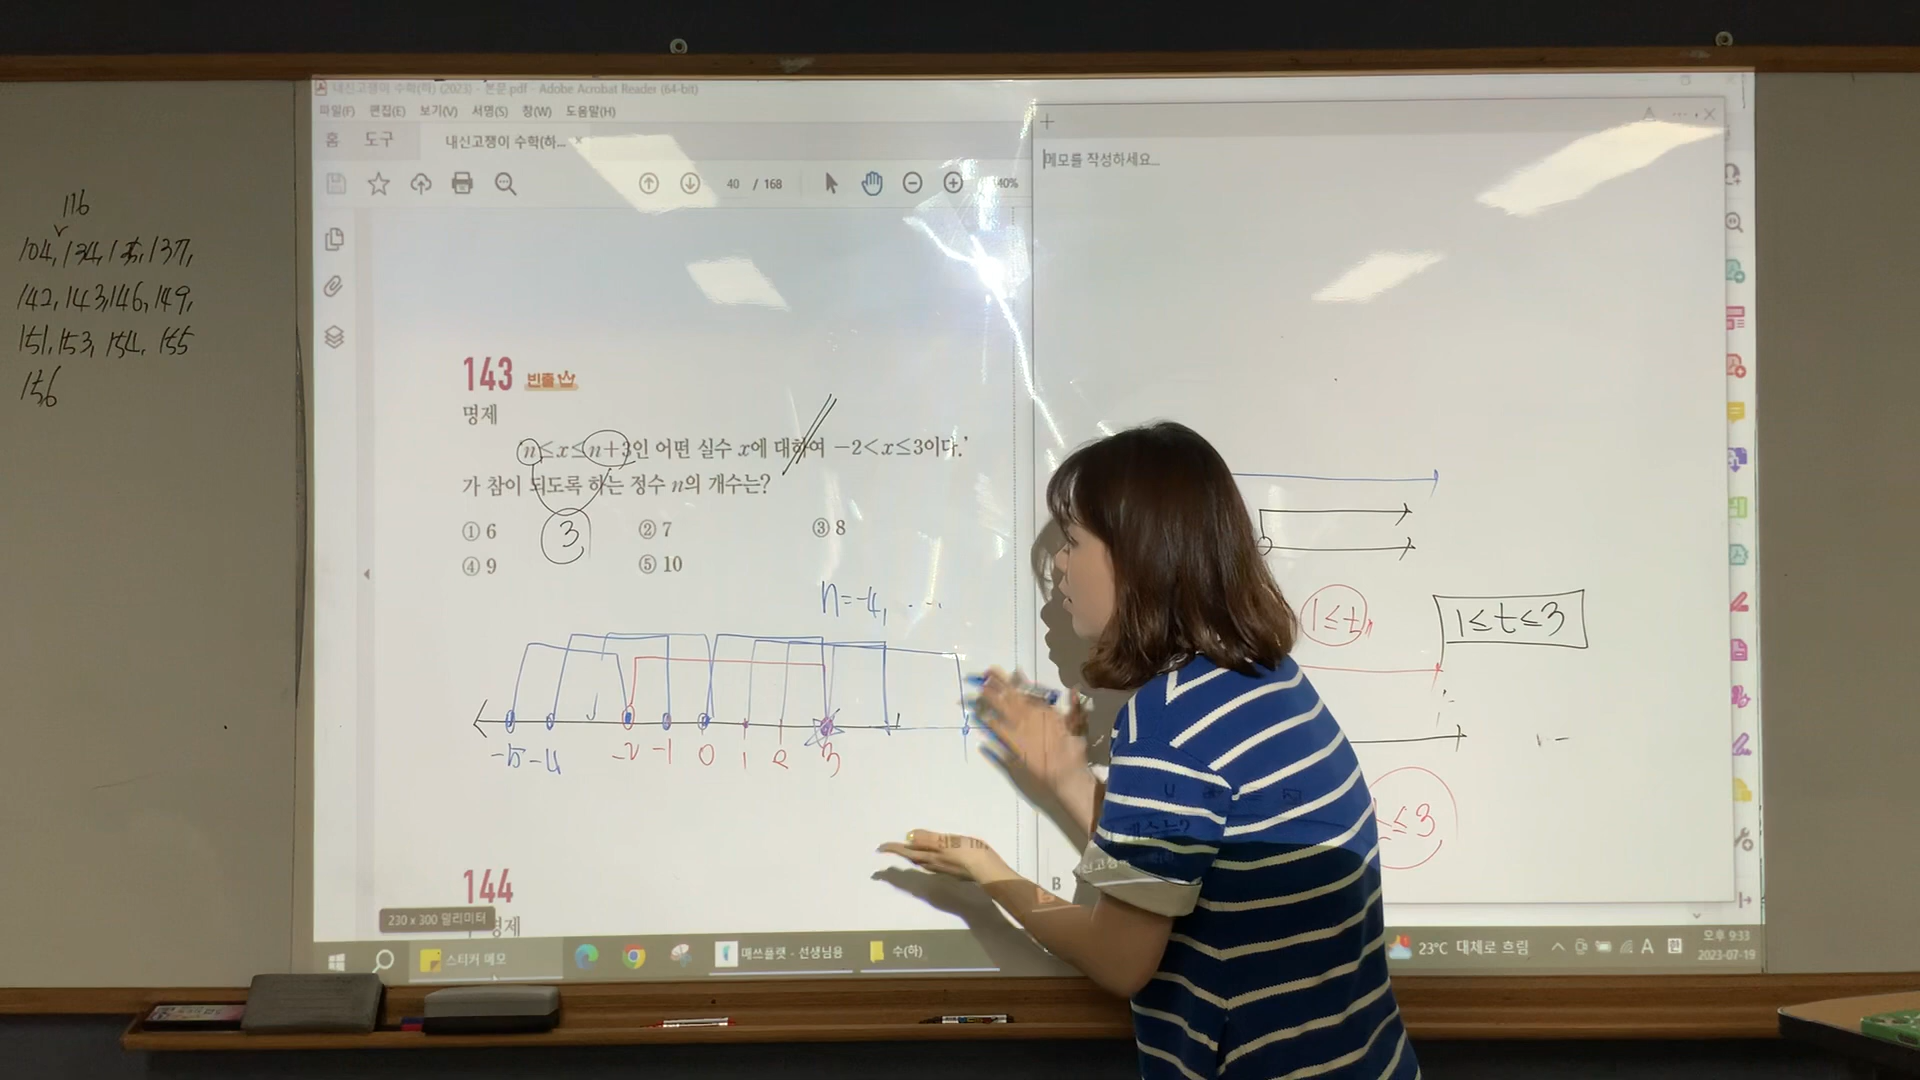 내신고쟁이 수학(하) (2023) - 본문.pdf - Adobe Acrobat Reader (64-bit)
파일(F) 편집(E) 보기(V) 서명(S) 창(W) 도움말(H)
홈 도구 내신고쟁이 수학(하... ×
40 / 168
메모를 작성하세요...
116
104, 134, 135, 137,
142, 143, 146, 149,
151, 153, 154, 155
156
143 빈출
명제
n≤x≤n+3인 어떤 실수 x에 대하여 -2<x≤3이다.'
가 참이 되도록 하는 정수 n의 개수는?
① 6 ② 7 ③ 8
④ 9 ⑤ 10
3
n=-4, ...
-5 -4 -2 -1 0 1 2 3
1≤t
1≤t≤3
≤3
144
명제
230 x 300 밀리미터
B
스티커 메모
매쓰플랫 - 선생님용
수(하)
23°C 대체로 흐림
A
오후 9:33
2023-07-19